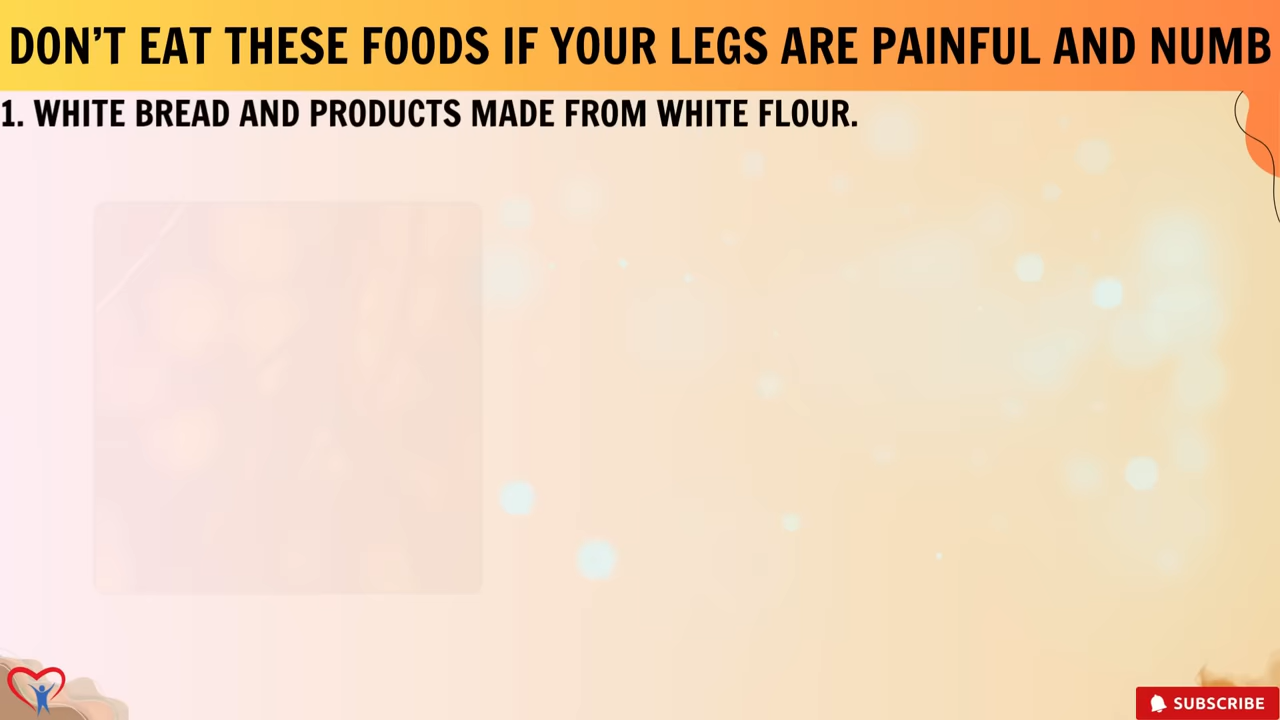 DON’T EAT THESE FOODS IF YOUR LEGS ARE PAINFUL AND NUMB
1. WHITE BREAD AND PRODUCTS MADE FROM WHITE FLOUR.
SUBSCRIBE